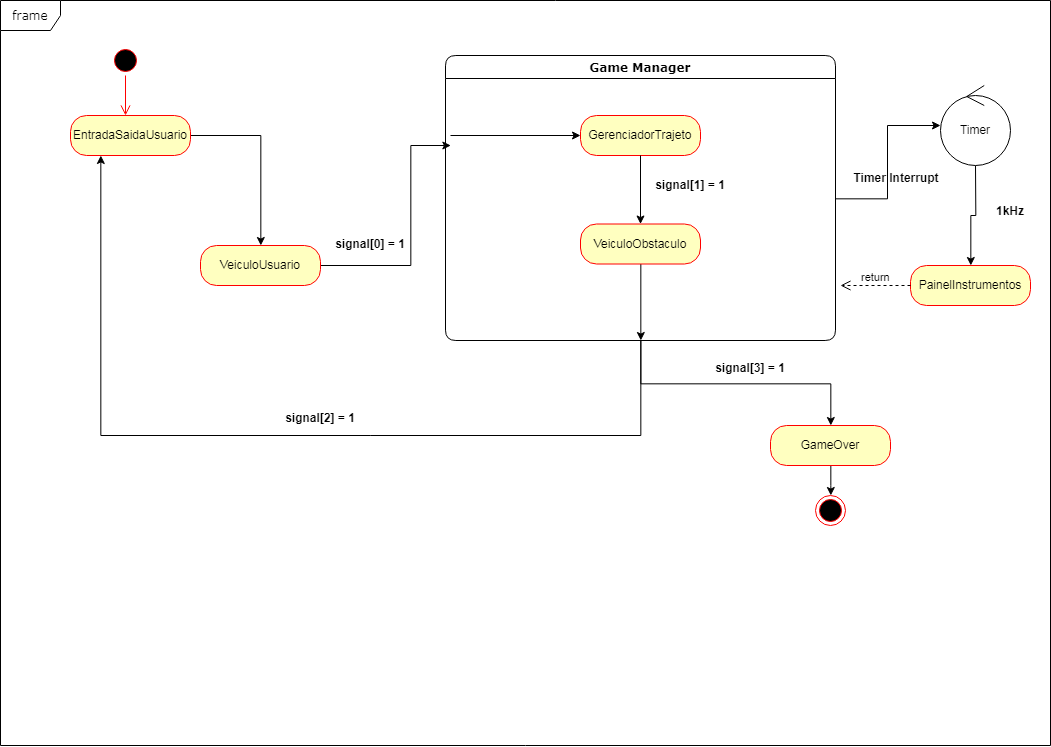 frame
Game Manager
EntradaSaidaUsuario
GerenciadorTrajeto
Timer
signal[1] = 1
Timer Interrupt
1kHz
signal[0] = 1
VeiculoObstaculo
VeiculoUsuario
return
PainelInstrumentos
signal[3] = 1
signal[2] = 1
GameOver